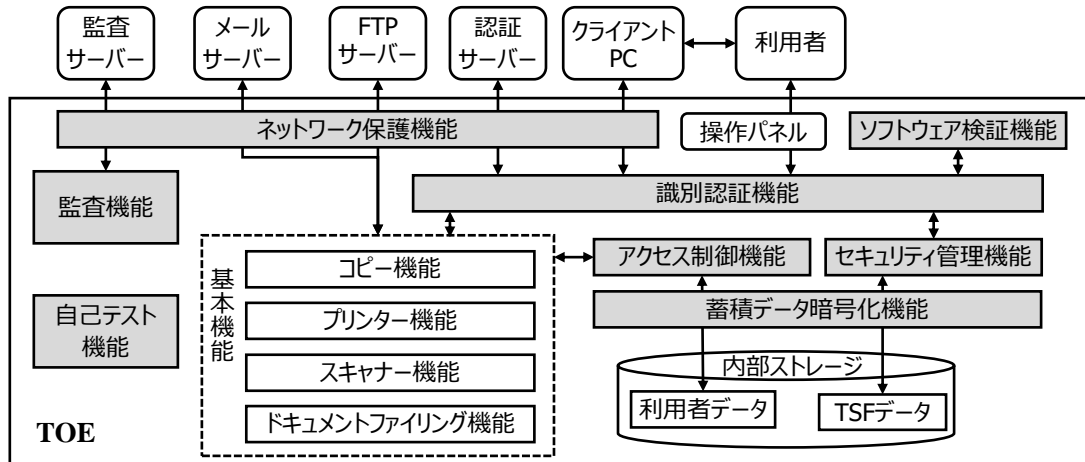 監査
サーバー
メール
サーバー
FTP
サーバー
認証
サーバー
クライアント
PC
利用者
ネットワーク保護機能
操作パネル
ソフトウェア検証機能
監査機能
識別認証機能
基本機能
コピー機能
プリンター機能
スキャナー機能
ドキュメントファイリング機能
アクセス制御機能
セキュリティ管理機能
自己テスト
機能
蓄積データ暗号化機能
内部ストレージ
利用者データ
TSFデータ
TOE